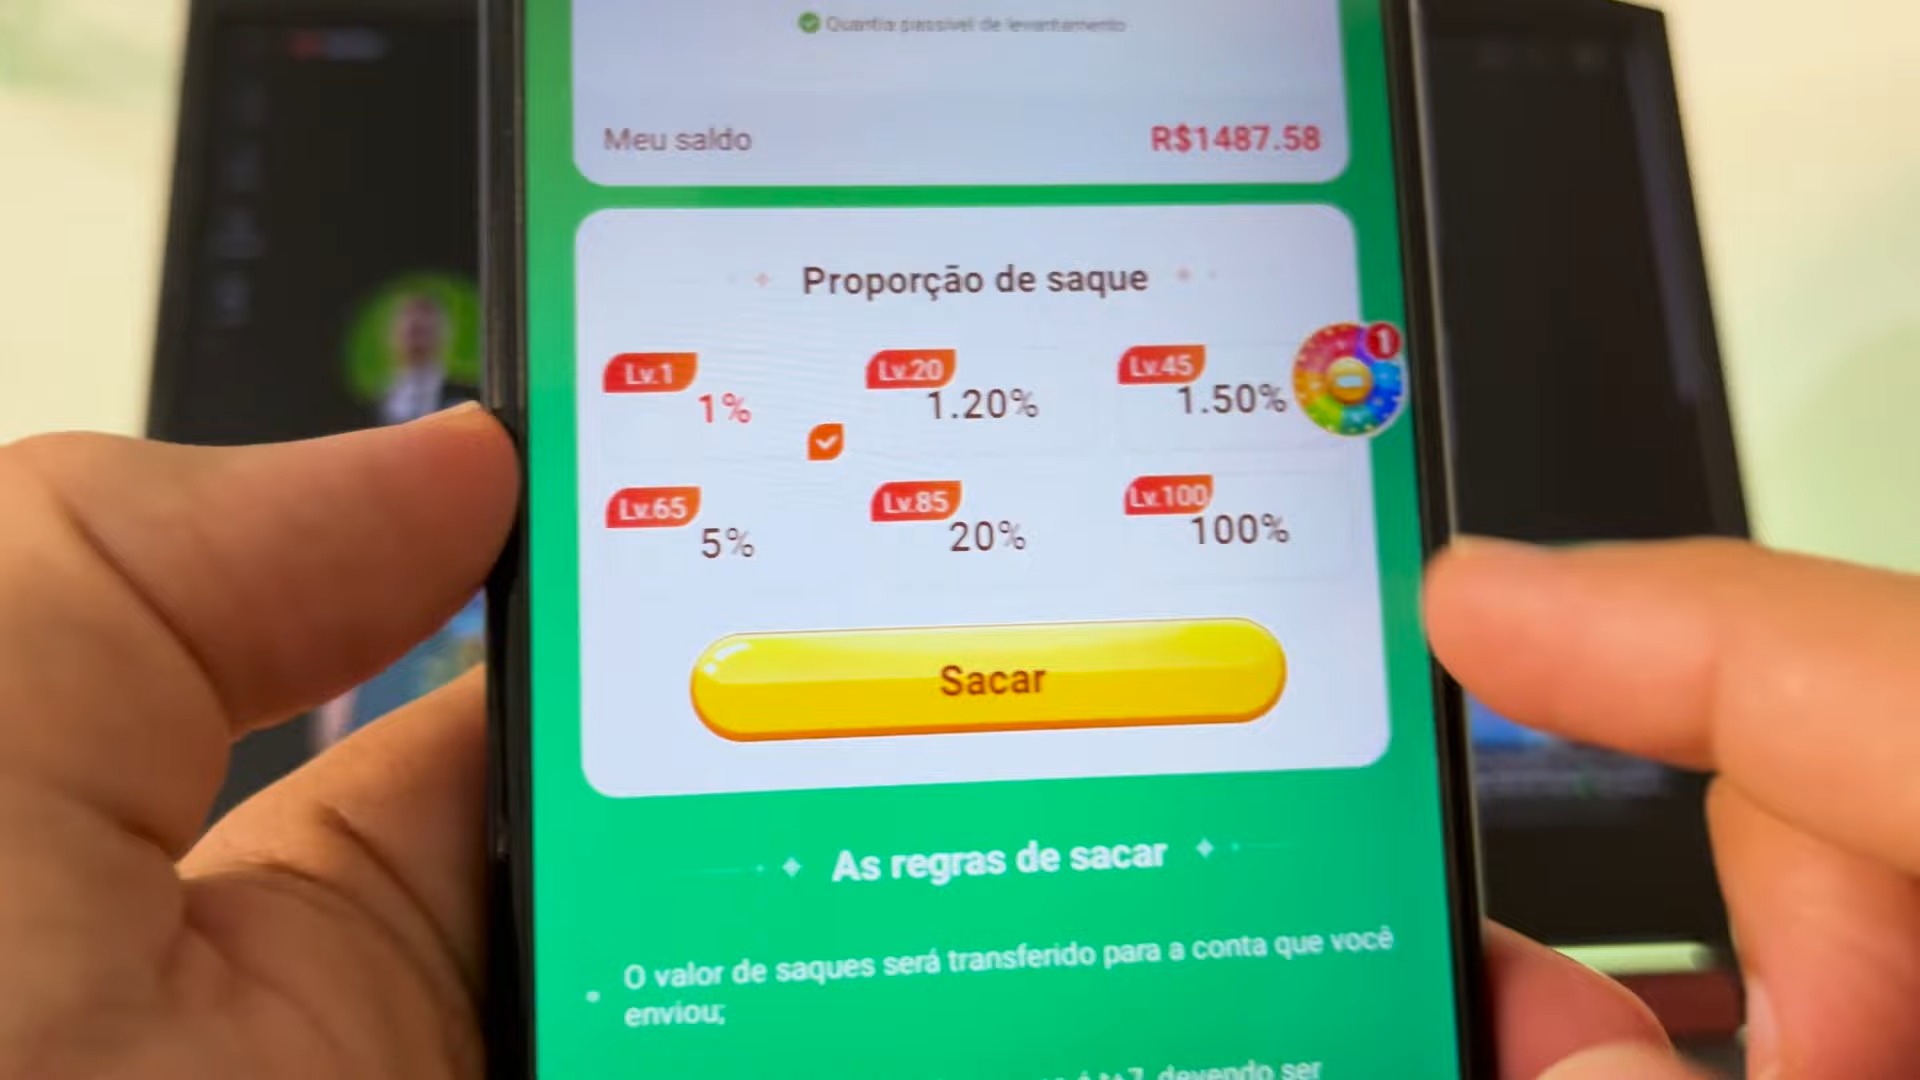 Quantia passível de levantamento
Meu saldo
R$1487.58
Proporção de saque
Lv.1
1%
Lv.20
1.20%
Lv.45
1.50%
1
Lv.65
5%
Lv.85
20%
Lv.100
100%
Sacar
As regras de sacar
O valor de saques será transferido para a conta que você
enviou;
devendo ser